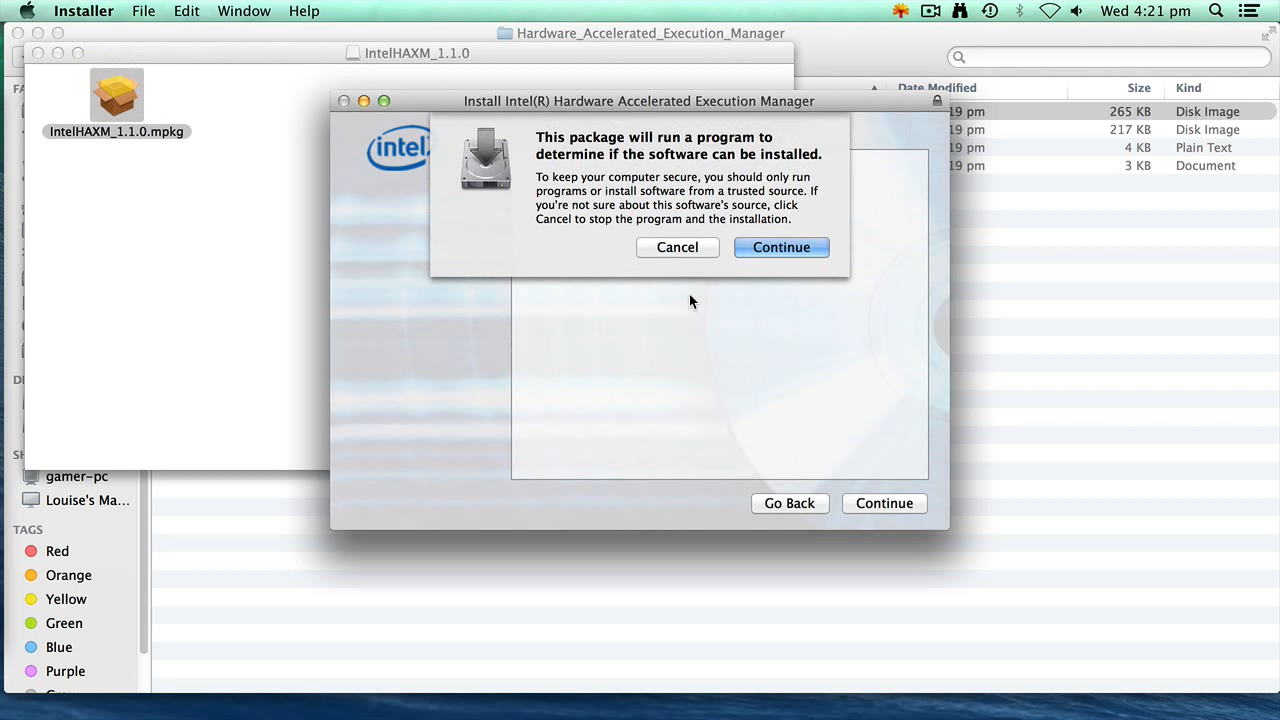 Installer File Edit Window Help Wed 4:21 pm
Hardware_Accelerated_Execution_Manager
IntelHAXM_1.1.0
IntelHAXM_1.1.0.mpkg
Date Modified Size Kind
19 pm 265 KB Disk Image
19 pm 217 KB Disk Image
19 pm 4 KB Plain Text
19 pm 3 KB Document
Install Intel(R) Hardware Accelerated Execution Manager
intel
This package will run a program to
determine if the software can be installed.
To keep your computer secure, you should only run
programs or install software from a trusted source. If
you're not sure about this software's source, click
Cancel to stop the program and the installation.
Cancel Continue
Go Back Continue
FA
DE
SH
gamer-pc
Louise's Ma...
TAGS
Red
Orange
Yellow
Green
Blue
Purple